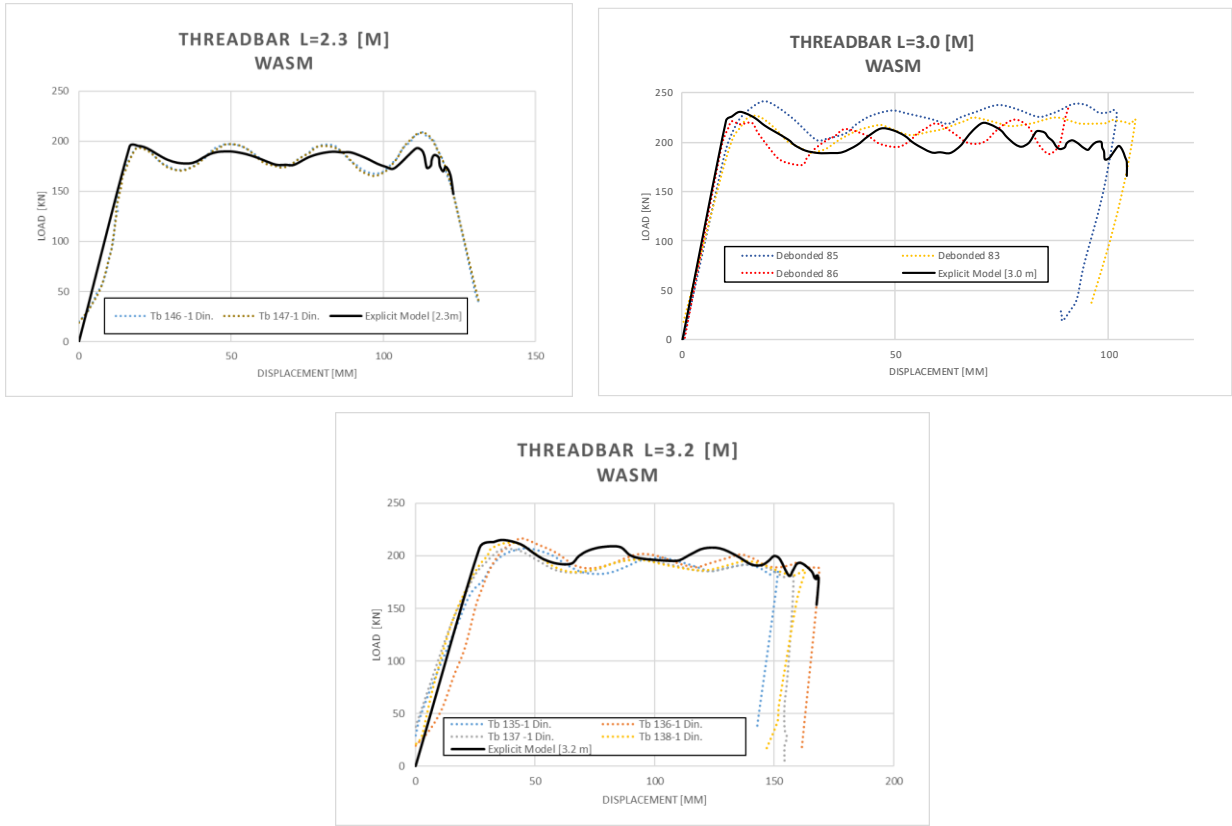 THREADBAR L=2.3 [M]
WASM
250
200
150
100
50
0
LOAD [KN]
Tb 146 -1 Din.
Tb 147-1 Din.
Explicit Model [2.3m]
0
50
100
150
DISPLACEMENT [MM]
THREADBAR L=3.0 [M]
WASM
250
200
150
100
50
0
LOAD [KN]
Debonded 85
Debonded 83
Debonded 86
Explicit Model [3.0 m]
0
50
100
DISPLACEMENT [MM]
THREADBAR L=3.2 [M]
WASM
250
200
150
100
50
0
LOAD [KN]
Tb 135-1 Din.
Tb 136-1 Din.
Tb 137 -1 Din.
Tb 138-1 Din.
Explicit Model [3.2 m]
0
50
100
150
200
DISPLACEMENT [MM]